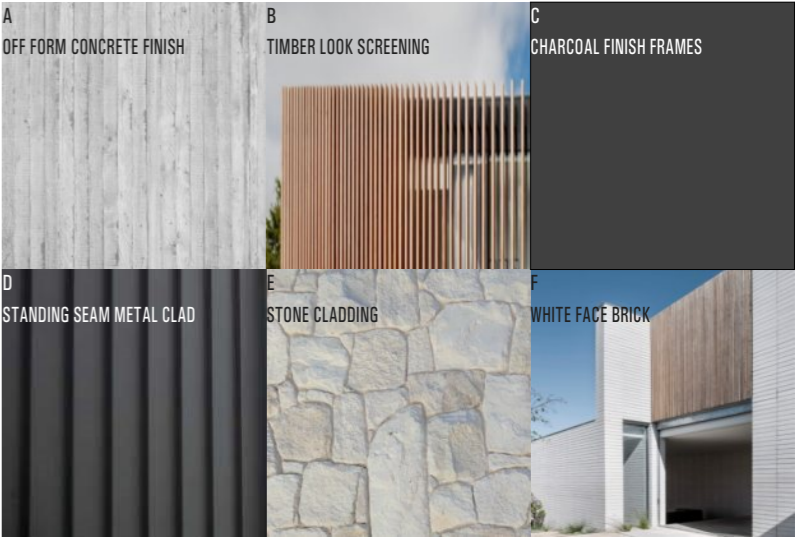 A
OFF FORM CONCRETE FINISH
B
TIMBER LOOK SCREENING
C
CHARCOAL FINISH FRAMES
D
STANDING SEAM METAL CLAD
E
STONE CLADDING
F
WHITE FACE BRICK